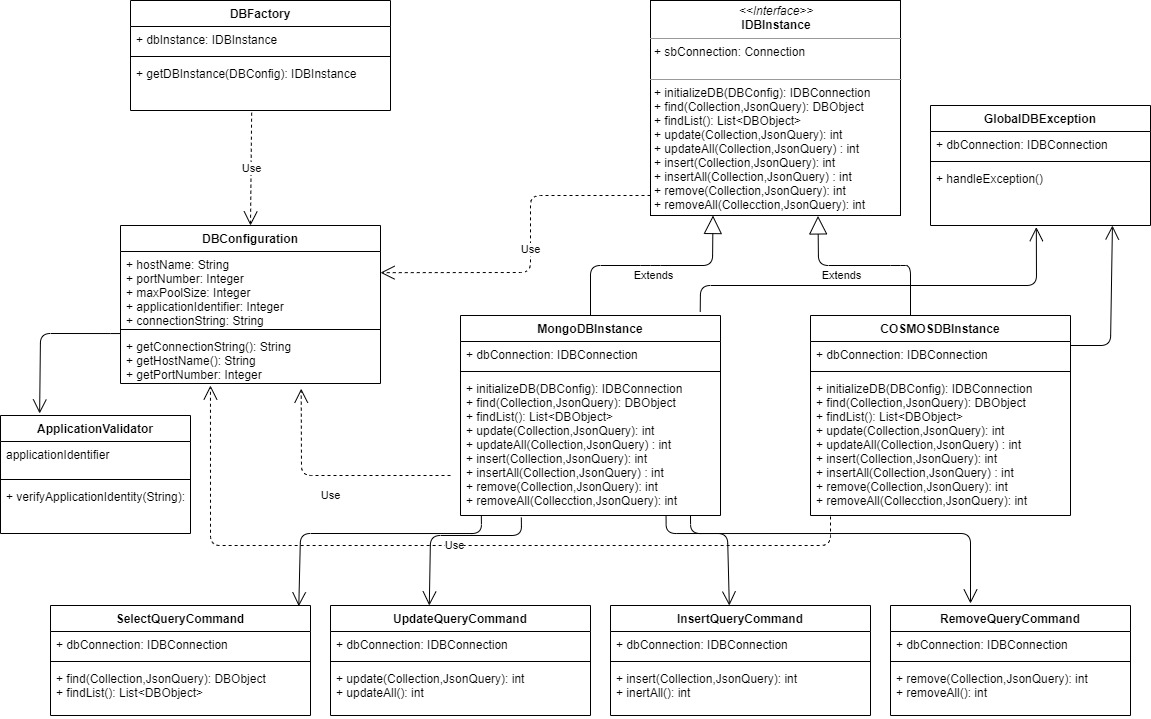 DBFactory
+ dbInstance: IDBInstance
+ getDBInstance(DBConfig): IDBInstance
<<Interface>>
IDBInstance
+ sbConnection: Connection
+ initializeDB(DBConfig): IDBConnection
+ find(Collection,JsonQuery): DBObject
+ findList(): List<DBObject>
+ update(Collection,JsonQuery): int
+ updateAll(Collection,JsonQuery) : int
+ insert(Collection,JsonQuery): int
+ insertAll(Collection,JsonQuery) : int
+ remove(Collection,JsonQuery): int
+ removeAll(Collecction,JsonQuery): int
GlobalDBException
+ dbConnection: IDBConnection
+ handleException()
Use
Use
Extends
Extends
DBConfiguration
+ hostName: String
+ portNumber: Integer
+ maxPoolSize: Integer
+ applicationIdentifier: Integer
+ connectionString: String
+ getConnectionString(): String
+ getHostName(): String
+ getPortNumber: Integer
MongoDBInstance
+ dbConnection: IDBConnection
+ initializeDB(DBConfig): IDBConnection
+ find(Collection,JsonQuery): DBObject
+ findList(): List<DBObject>
+ update(Collection,JsonQuery): int
+ updateAll(Collection,JsonQuery) : int
+ insert(Collection,JsonQuery): int
+ insertAll(Collection,JsonQuery) : int
+ remove(Collection,JsonQuery): int
+ removeAll(Collecction,JsonQuery): int
COSMOSDBInstance
+ dbConnection: IDBConnection
+ initializeDB(DBConfig): IDBConnection
+ find(Collection,JsonQuery): DBObject
+ findList(): List<DBObject>
+ update(Collection,JsonQuery): int
+ updateAll(Collection,JsonQuery) : int
+ insert(Collection,JsonQuery): int
+ insertAll(Collection,JsonQuery) : int
+ remove(Collection,JsonQuery): int
+ removeAll(Collecction,JsonQuery): int
ApplicationValidator
applicationIdentifier
+ verifyApplicationIdentity(String):
Use
Use
SelectQueryCommand
+ dbConnection: IDBConnection
+ find(Collection,JsonQuery): DBObject
+ findList(): List<DBObject>
UpdateQueryCommand
+ dbConnection: IDBConnection
+ update(Collection,JsonQuery): int
+ updateAll(): int
InsertQueryCommand
+ dbConnection: IDBConnection
+ insert(Collection,JsonQuery): int
+ inertAll(): int
RemoveQueryCommand
+ dbConnection: IDBConnection
+ remove(Collection,JsonQuery): int
+ removeAll(): int